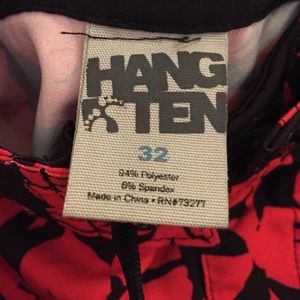 HANG
TEN
32
94% Polyester
6% Spandex
Made in China • RN#73277